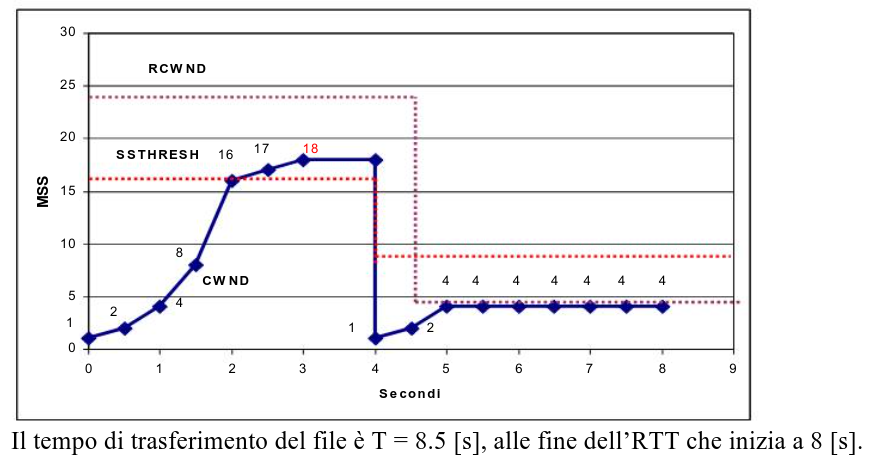 30
RCWND
25
20
SSTHRESH 16 17 18
15
MSS
10
8
CWND
4 4 4 4 4 4 4
5
2 4
1 1 2
0
0 1 2 3 4 5 6 7 8 9
Secondi
Il tempo di trasferimento del file è T = 8.5 [s], alle fine dell’RTT che inizia a 8 [s].